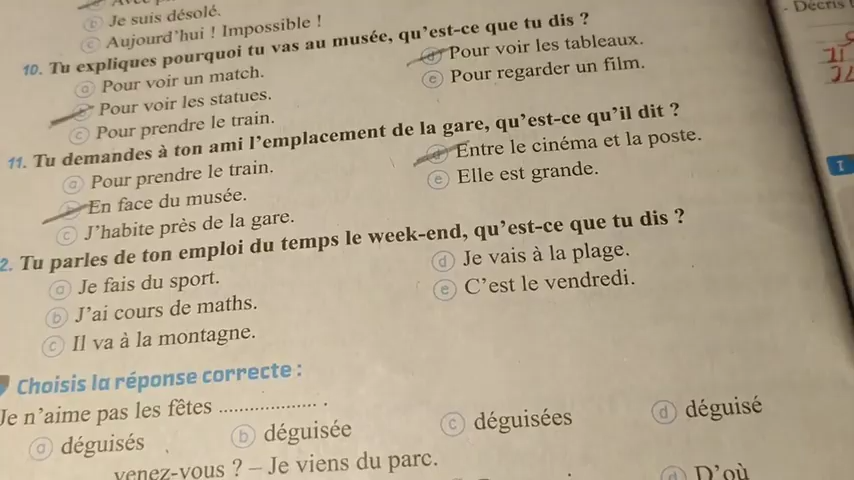 ⓑ Je suis désolé.
ⓒ Aujourd'hui ! Impossible !
10. Tu expliques pourquoi tu vas au musée, qu'est-ce que tu dis ?
ⓐ Pour voir un match.
ⓓ Pour voir les tableaux.
Pour voir les statues.
ⓔ Pour regarder un film.
ⓒ Pour prendre le train.
11. Tu demandes à ton ami l'emplacement de la gare, qu'est-ce qu'il dit ?
ⓐ Pour prendre le train.
ⓓ Entre le cinéma et la poste.
En face du musée.
ⓔ Elle est grande.
ⓒ J'habite près de la gare.
2. Tu parles de ton emploi du temps le week-end, qu'est-ce que tu dis ?
ⓐ Je fais du sport.
ⓓ Je vais à la plage.
ⓑ J'ai cours de maths.
ⓔ C'est le vendredi.
ⓒ Il va à la montagne.
Choisis la réponse correcte :
Je n'aime pas les fêtes .................. .
ⓐ déguisés
ⓑ déguisée
ⓒ déguisées
ⓓ déguisé
venez-vous ? – Je viens du parc.
ⓓ D'où
- Décris
I